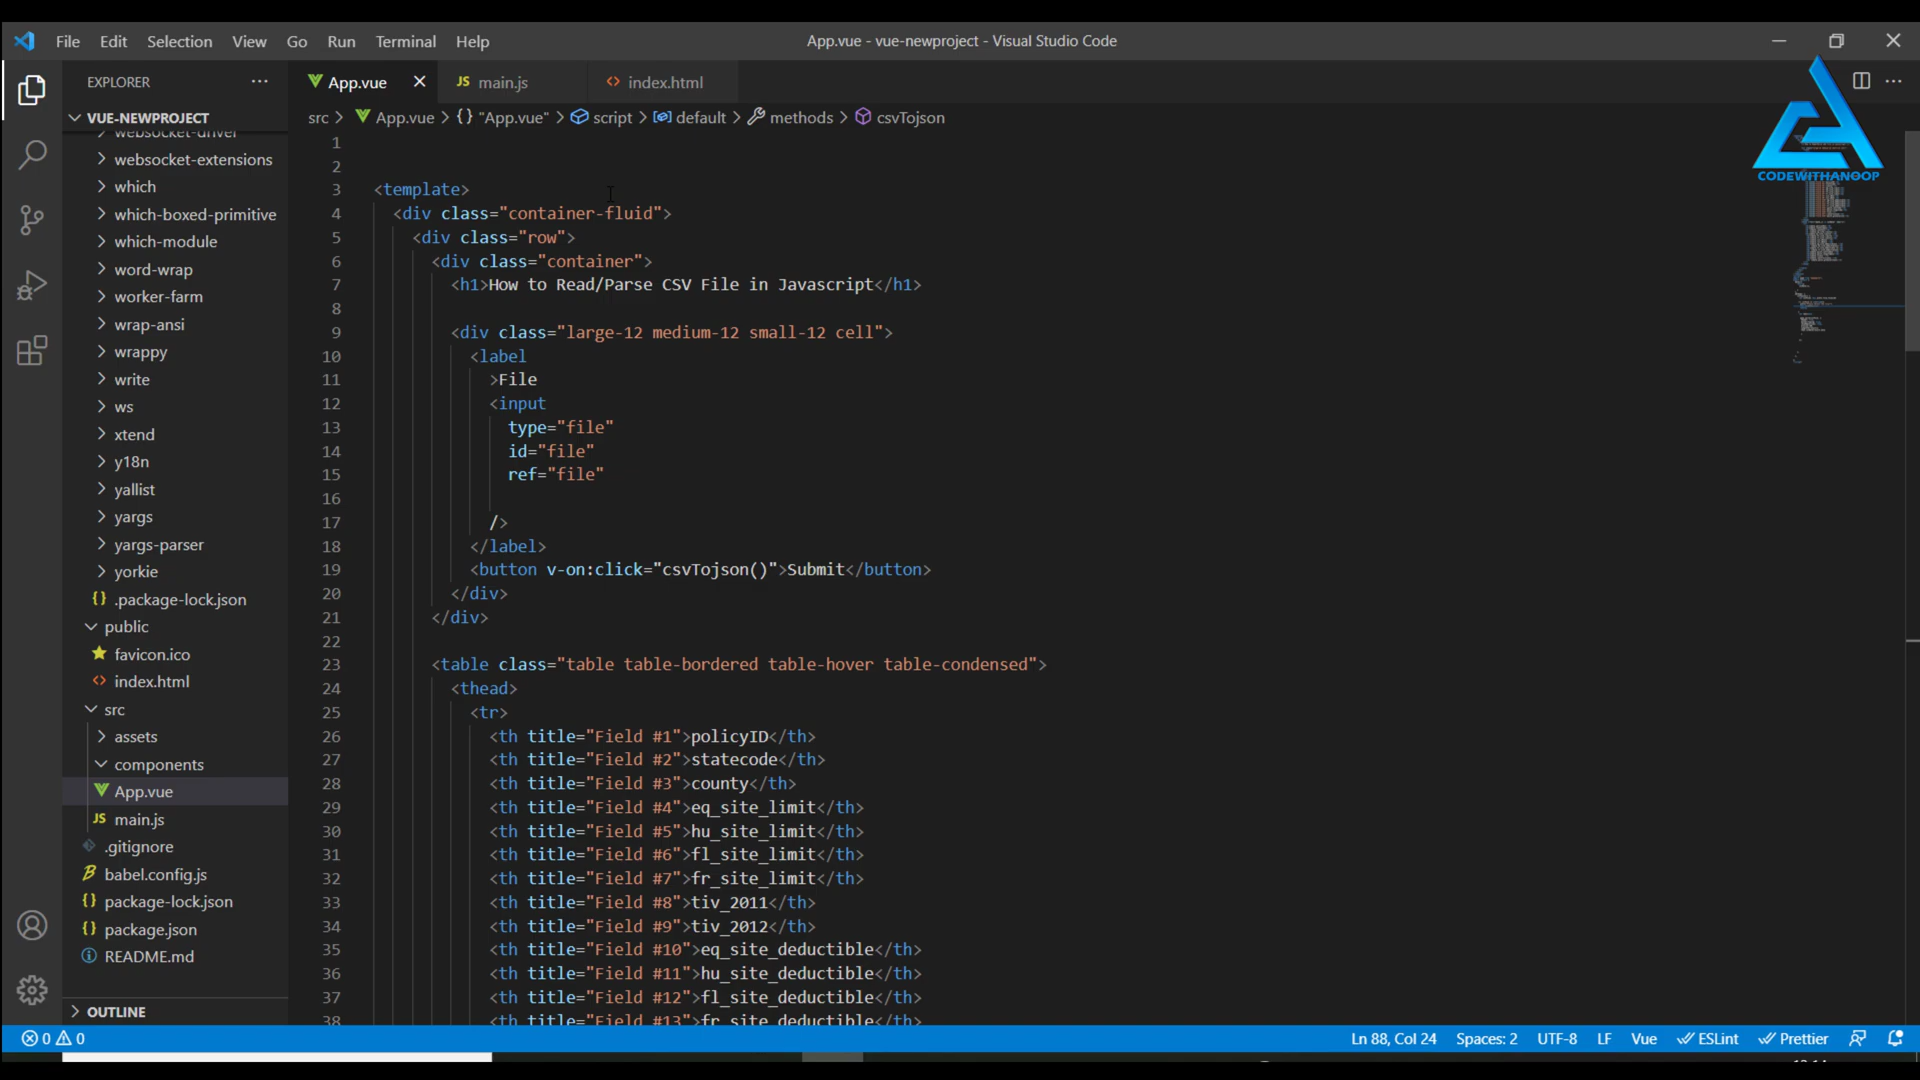 File Edit Selection View Go Run Terminal Help App.vue - vue-newproject - Visual Studio Code
EXPLORER App.vue JS main.js index.html
CODEWITHANOOP
VUE-NEWPROJECT
src > App.vue > {} "App.vue" > script > default > methods > csvTojson
websocket-driver
websocket-extensions
which
which-boxed-primitive
which-module
word-wrap
worker-farm
wrap-ansi
wrappy
write
ws
xtend
y18n
yallist
yargs
yargs-parser
yorkie
{} .package-lock.json
public
favicon.ico
<> index.html
src
assets
components
App.vue
JS main.js
.gitignore
babel.config.js
{} package-lock.json
{} package.json
README.md
OUTLINE
1
2
3 <template>
4 <div class="container-fluid">
5 <div class="row">
6 <div class="container">
7 <h1>How to Read/Parse CSV File in Javascript</h1>
8
9 <div class="large-12 medium-12 small-12 cell">
10 <label
11 >File
12 <input
13 type="file"
14 id="file"
15 ref="file"
16
17 />
18 </label>
19 <button v-on:click="csvTojson()">Submit</button>
20 </div>
21 </div>
22
23 <table class="table table-bordered table-hover table-condensed">
24 <thead>
25 <tr>
26 <th title="Field #1">policyID</th>
27 <th title="Field #2">statecode</th>
28 <th title="Field #3">county</th>
29 <th title="Field #4">eq_site_limit</th>
30 <th title="Field #5">hu_site_limit</th>
31 <th title="Field #6">fl_site_limit</th>
32 <th title="Field #7">fr_site_limit</th>
33 <th title="Field #8">tiv_2011</th>
34 <th title="Field #9">tiv_2012</th>
35 <th title="Field #10">eq_site_deductible</th>
36 <th title="Field #11">hu_site_deductible</th>
37 <th title="Field #12">fl_site_deductible</th>
38 <th title="Field #13">fr_site_deductible</th>
0 0 Ln 88, Col 24 Spaces: 2 UTF-8 LF Vue ESLint Prettier